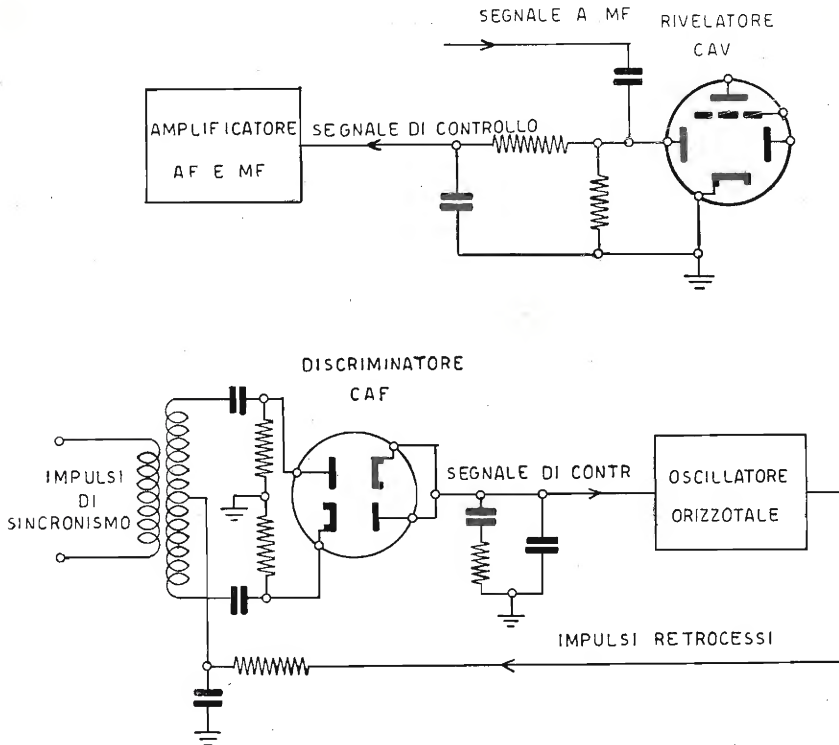 SEGNALE A MF
RIVELATORE
CAV
AMPLIFICATORE
AF E MF
SEGNALE DI CONTROLLO
DISCRIMINATORE
CAF
IMPULSI
DI
SINCRONISMO
SEGNALE DI CONTR
OSCILLATORE
ORIZZOTALE
IMPULSI RETROCESSI